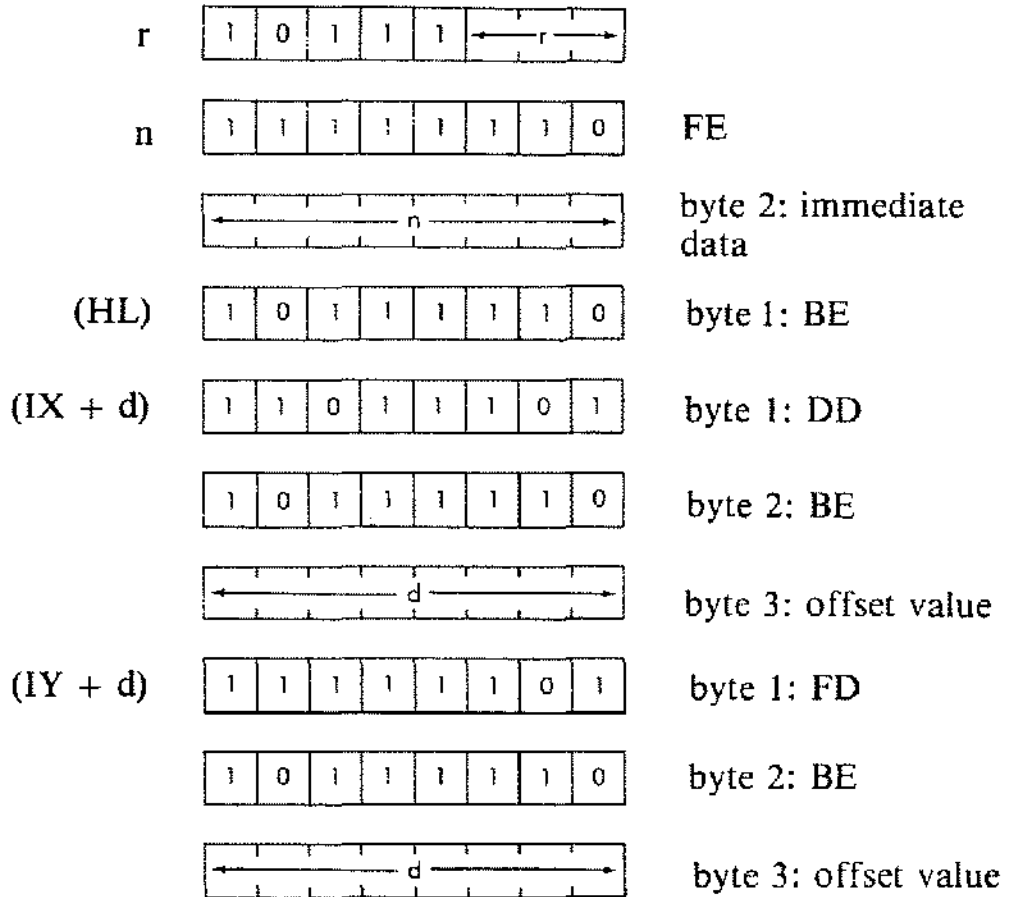 r 1 0 1 1 1 r
n 1 1 1 1 1 1 1 0 FE
n byte 2: immediate
data
(HL) 1 0 1 1 1 1 1 0 byte 1: BE
(IX + d) 1 1 0 1 1 1 0 1 byte 1: DD
1 0 1 1 1 1 1 0 byte 2: BE
d byte 3: offset value
(IY + d) 1 1 1 1 1 1 0 1 byte 1: FD
1 0 1 1 1 1 1 0 byte 2: BE
d byte 3: offset value